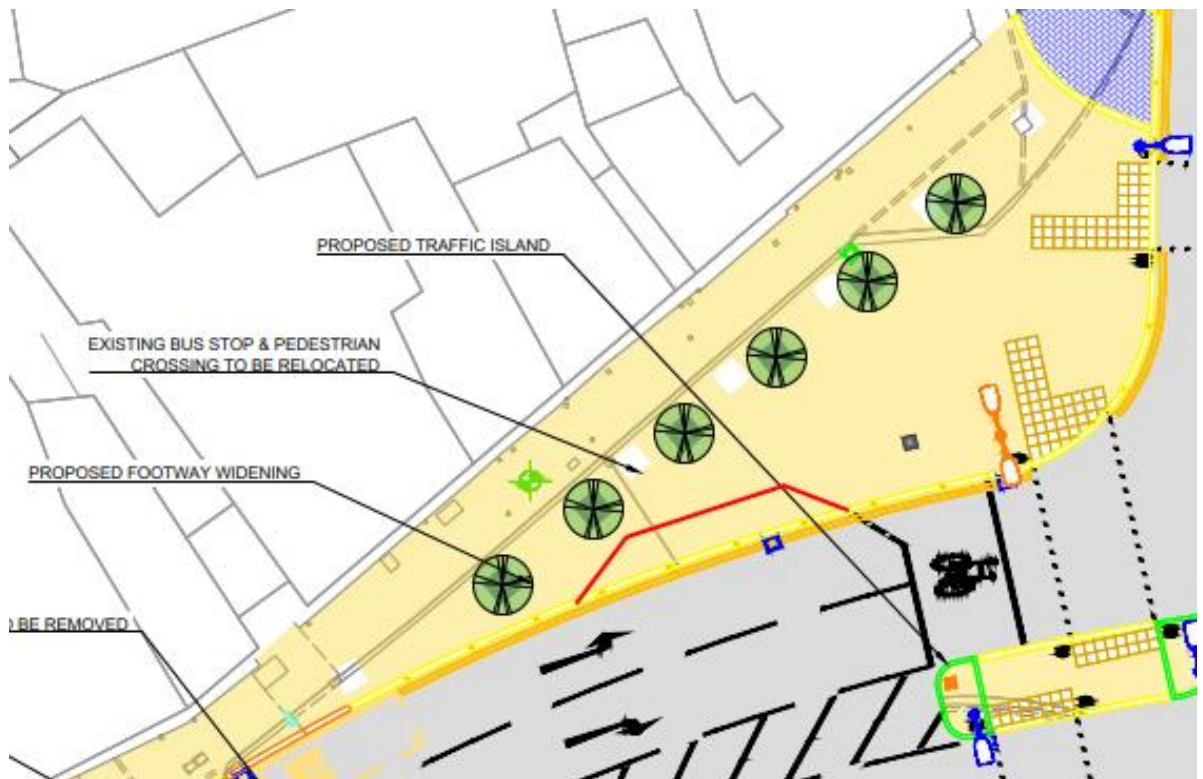 PROPOSED TRAFFIC ISLAND
EXISTING BUS STOP & PEDESTRIAN
CROSSING TO BE RELOCATED
PROPOSED FOOTWAY WIDENING
BE REMOVED